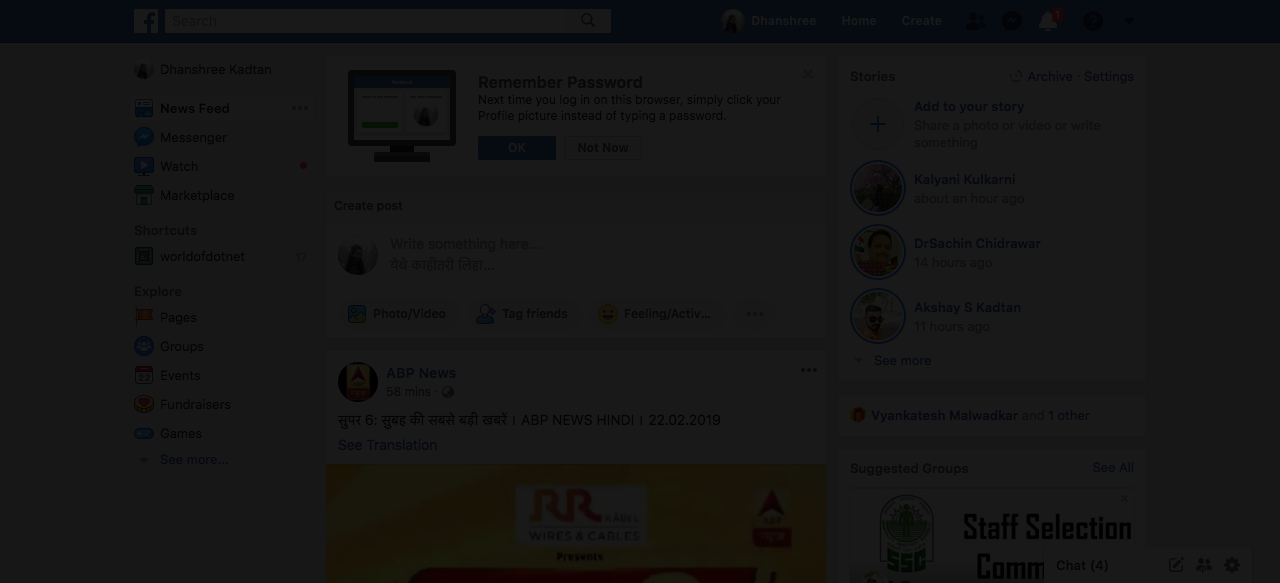 Search
Dhanshree
Home
Create
1
Dhanshree Kadtan
News Feed
Messenger
Watch
Marketplace
Shortcuts
worldofdotnet
Explore
Pages
Groups
22
Events
Fundraisers
Games
See more...
Remember Password
Next time you log in on this browser, simply click your
Profile picture instead of typing a password.
OK
Not Now
Create post
Write something here...
येथे काहीतरी लिहा...
Photo/Video
Tag friends
Feeling/Activ...
ABP News
58 mins ·
सुपर 6: सुबह की सबसे बड़ी खबरें । ABP NEWS HINDI । 22.02.2019
See Translation
RR
KABEL
WIRES & CABLES
Presents
Stories
Archive · Settings
Add to your story
Share a photo or video or write
something
Kalyani Kulkarni
about an hour ago
DrSachin Chidrawar
14 hours ago
Akshay S Kadtan
11 hours ago
See more
Vyankatesh Malwadkar and 1 other
Suggested Groups
See All
SSC
Staff Selection
Comm
Chat (4)